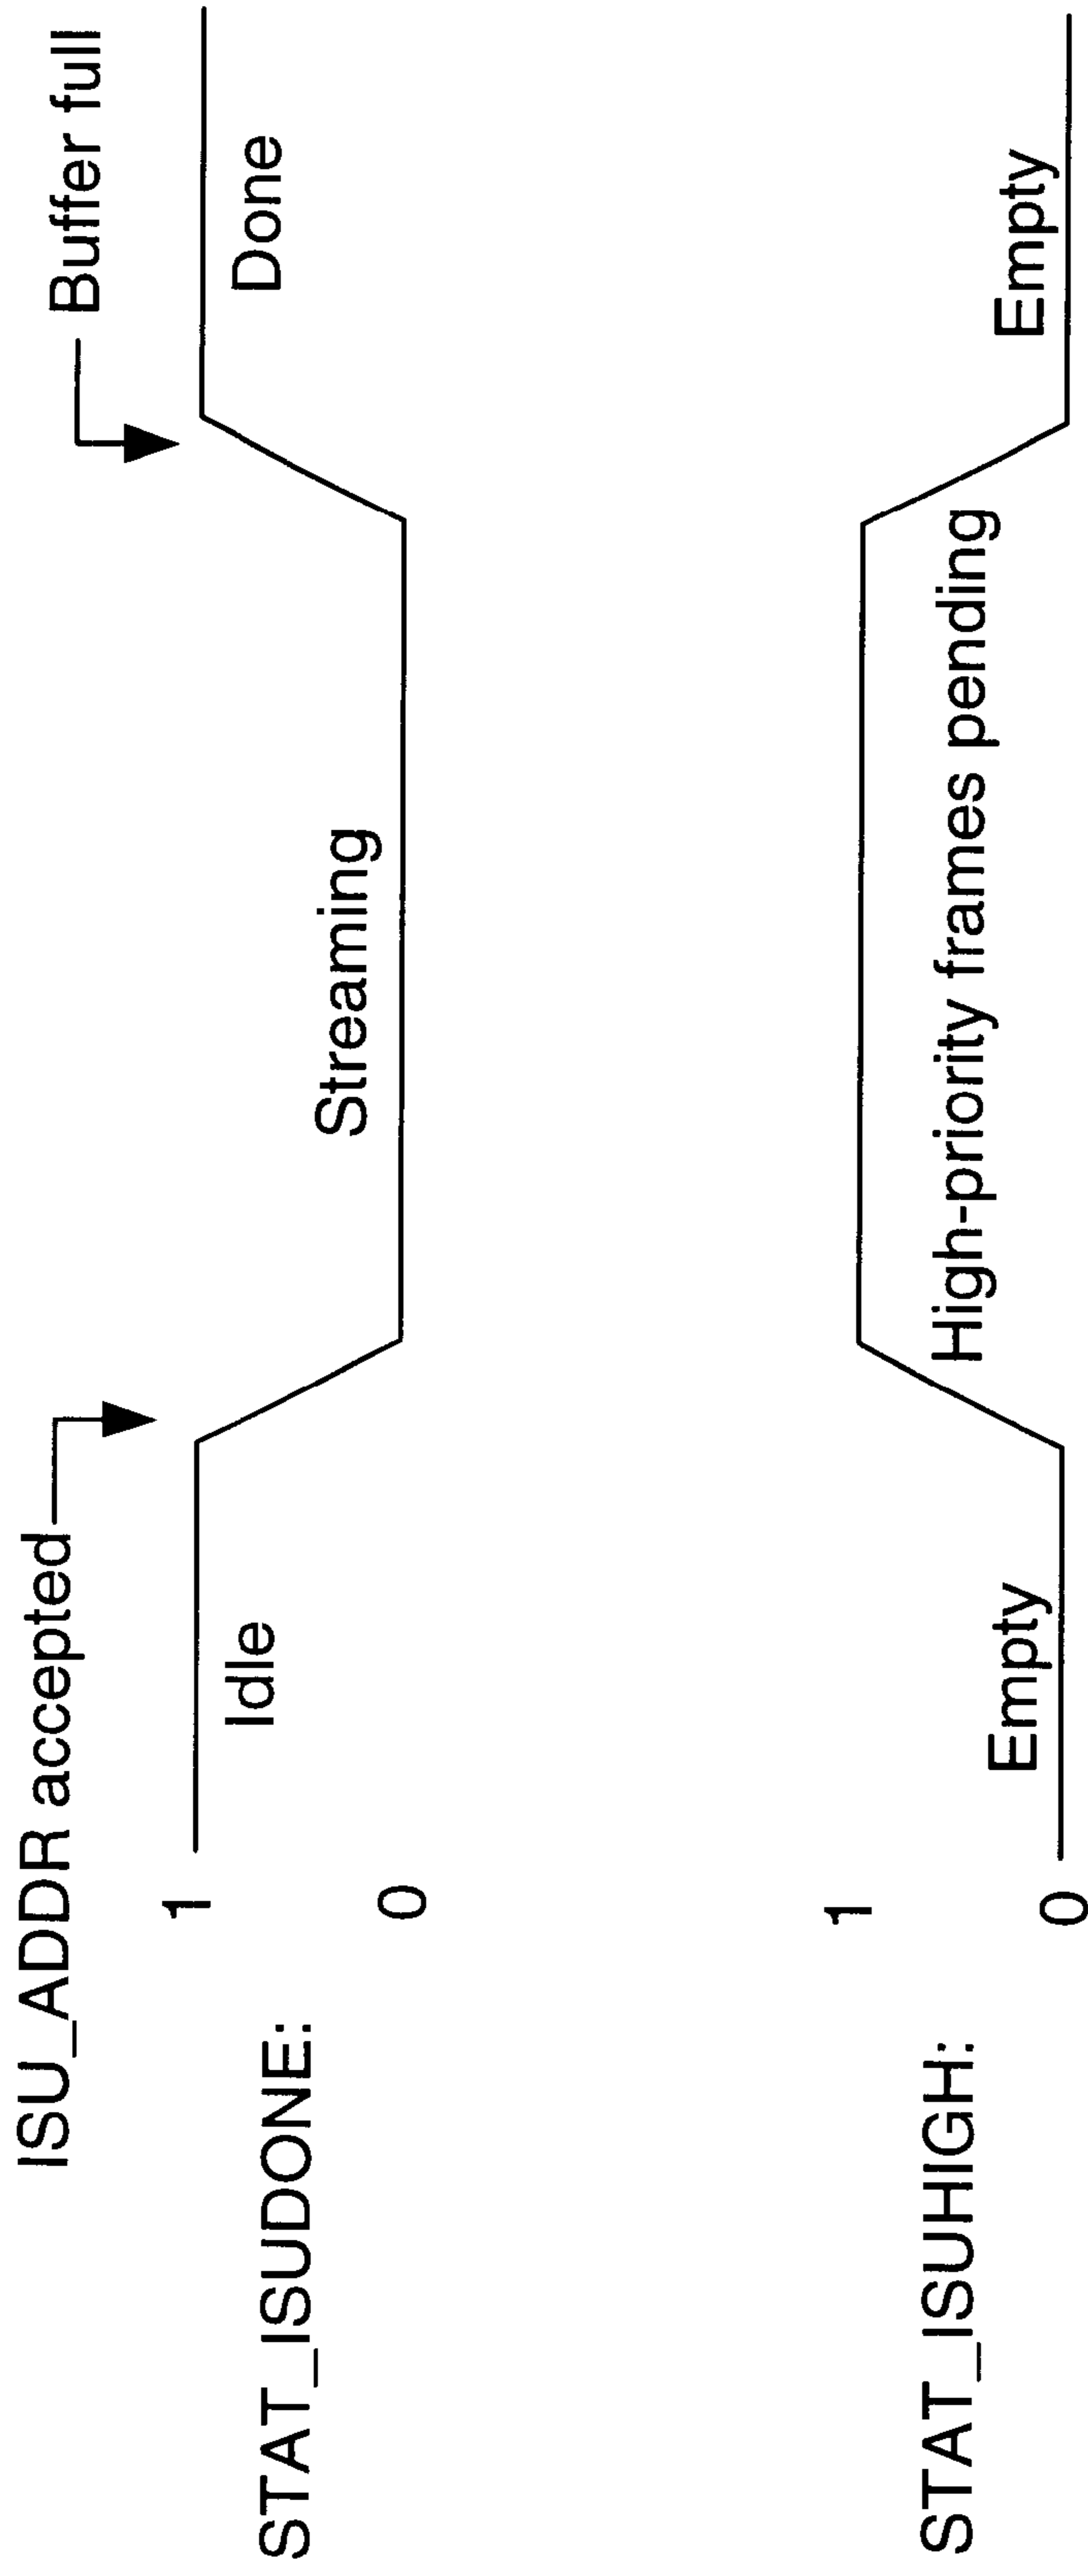 ISU_ADDR accepted
Buffer full
1
Idle
Done
STAT_ISUDONE:
Streaming
0
1
High-priority frames pending
STAT_ISUHIGH:
Empty
Empty
0